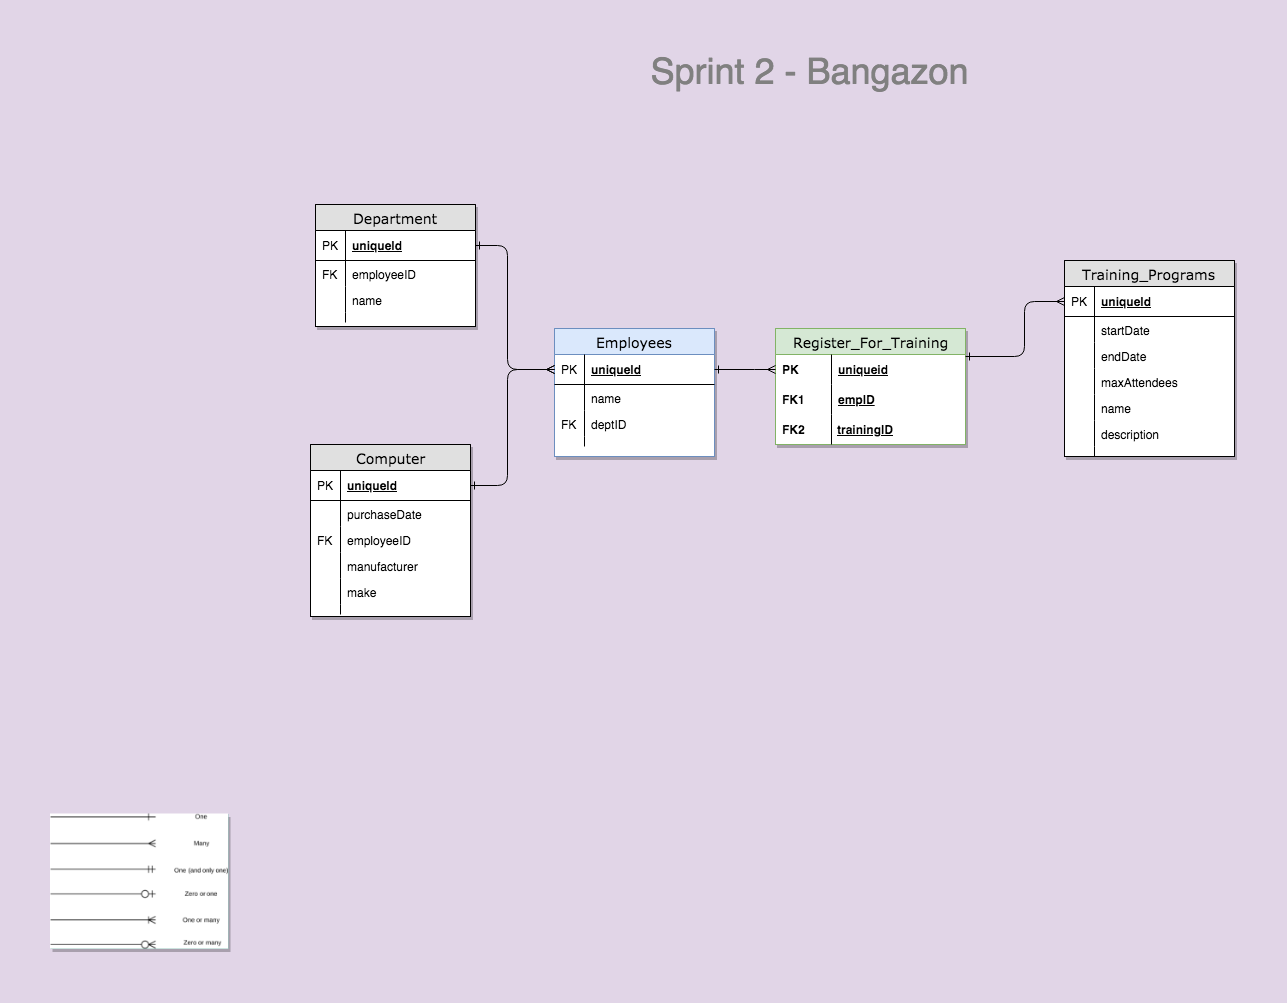 Sprint 2 - Bangazon
Department
PK uniqueId
FK employeeID
name
Computer
PK uniqueId
purchaseDate
FK employeeID
manufacturer
make
Employees
PK uniqueId
name
FK deptID
Register_For_Training
PK uniqueid
FK1 empID
FK2 trainingID
Training_Programs
PK uniqueId
startDate
endDate
maxAttendees
name
description
One
Many
One (and only one)
Zero or one
One or many
Zero or many